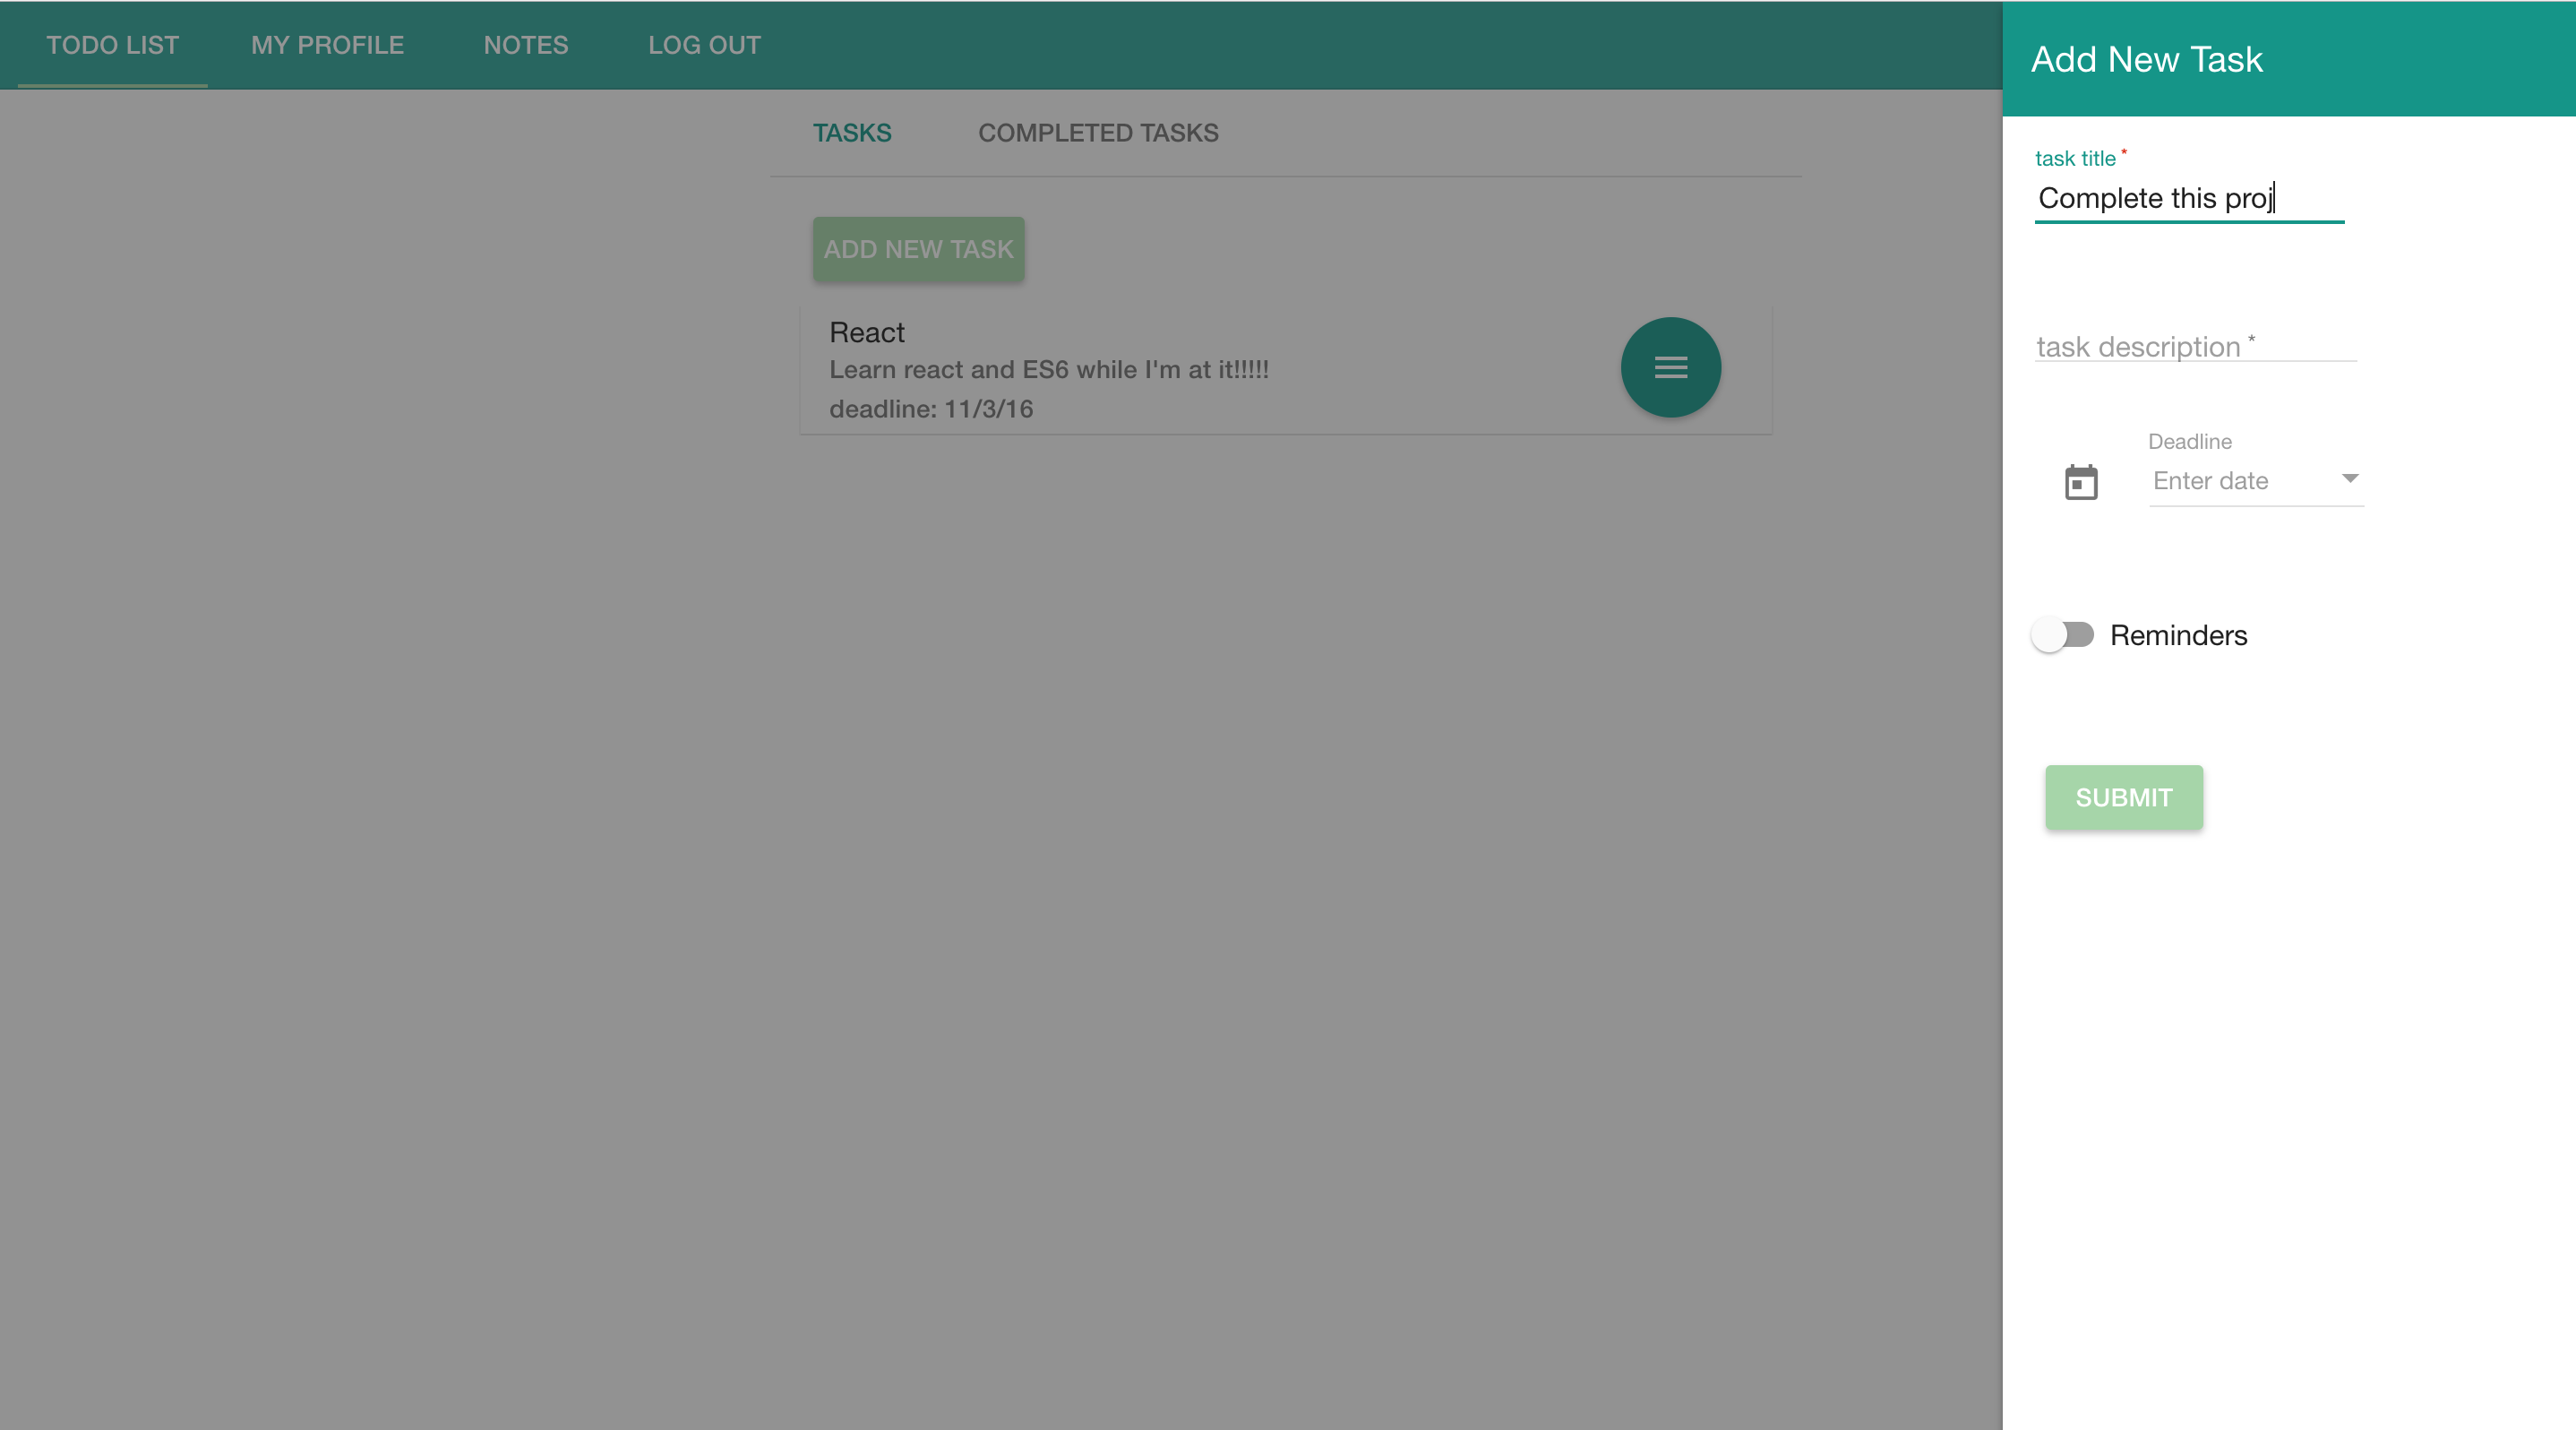 TODO LIST MY PROFILE NOTES LOG OUT
TASKS COMPLETED TASKS
ADD NEW TASK
React
Learn react and ES6 while I'm at it!!!!!
deadline: 11/3/16
Add New Task
task title *
Complete this proj
task description *
Deadline
Enter date
Reminders
SUBMIT